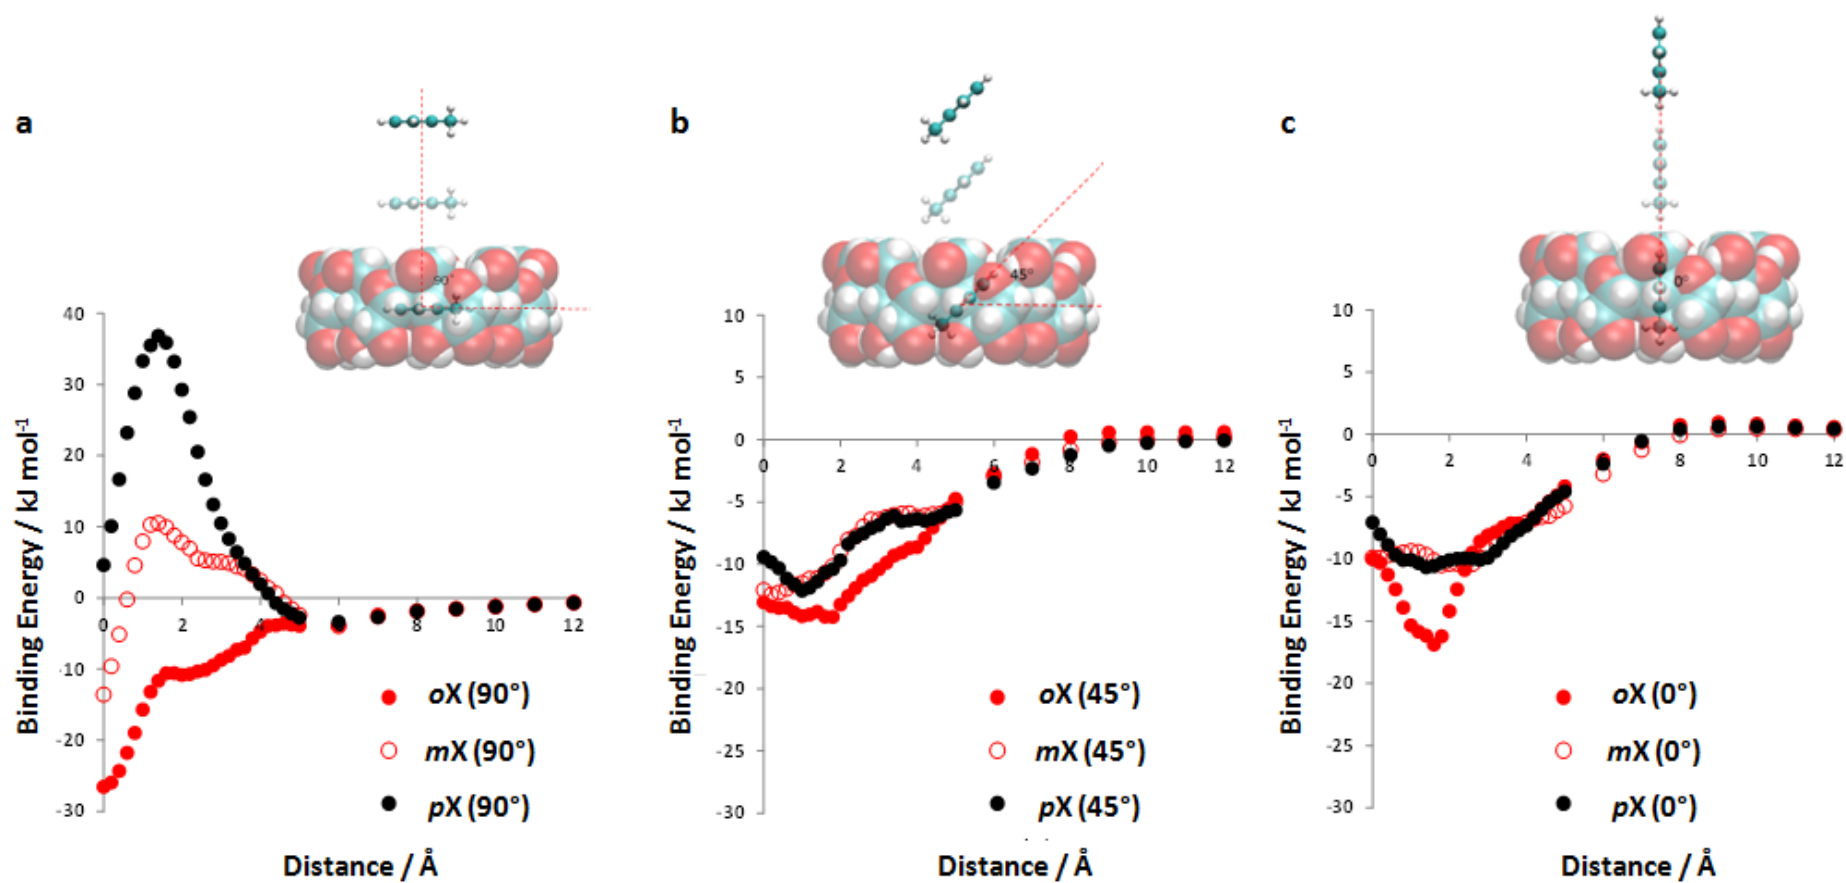 a
b
c
90°
45°
0°
Binding Energy / kJ mol⁻¹
40
30
20
10
0
-10
-20
-30
0 2 4 6 8 10 12
oX (90°)
mX (90°)
pX (90°)
Distance / Å
Binding Energy / kJ mol⁻¹
10
5
0
-5
-10
-15
-20
-25
-30
0 2 4 6 8 10 12
oX (45°)
mX (45°)
pX (45°)
Distance / Å
Binding Energy / kJ mol⁻¹
10
5
0
-5
-10
-15
-20
-25
-30
0 2 4 6 8 10 12
oX (0°)
mX (0°)
pX (0°)
Distance / Å